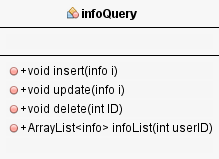 infoQuery
+void insert(info i)
+void update(info i)
+void delete(int ID)
+ArrayList<info> infoList(int userID)